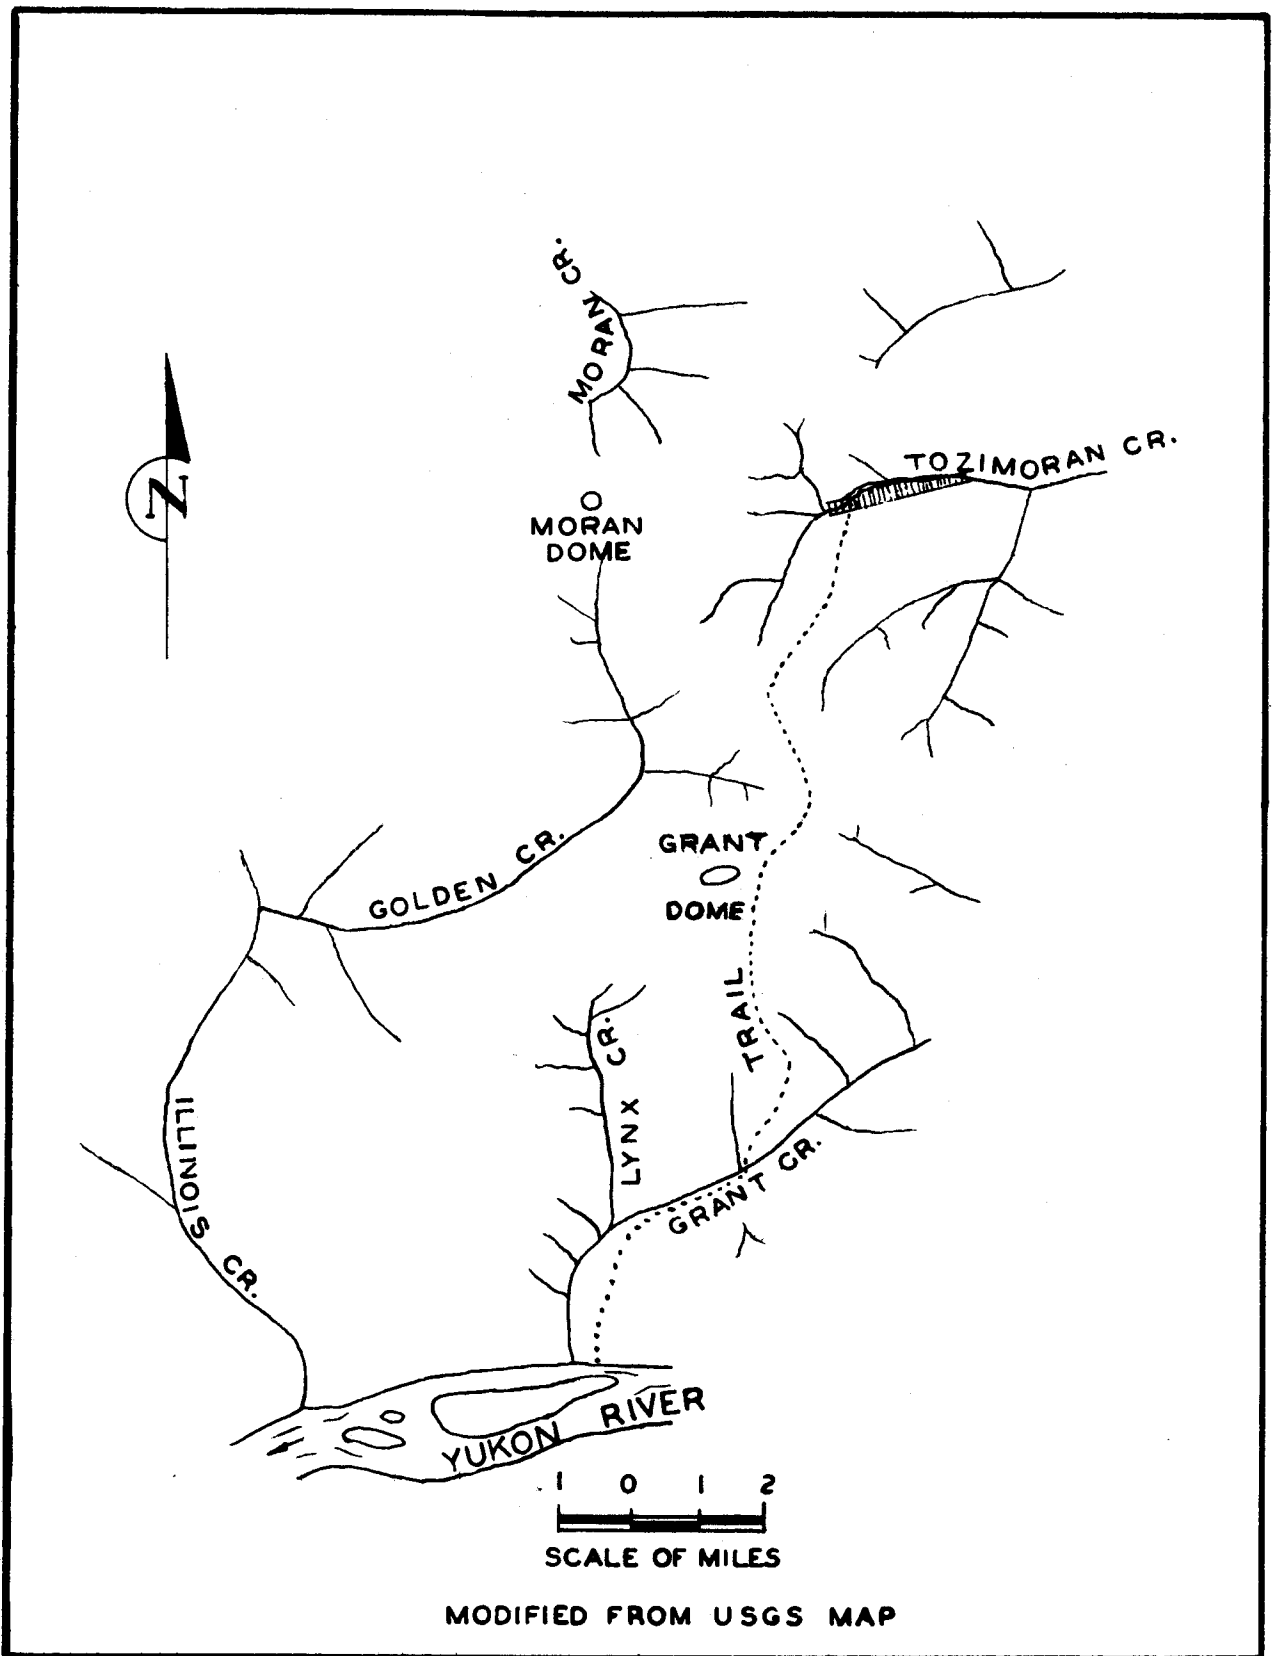 MORAN CR.
TOZIMORAN CR.
N
MORAN
DOME
GRANT
DOME
GOLDEN CR.
TRAIL
LYNX CR.
ILLINOIS CR.
GRANT CR.
YUKON RIVER
1 0 1 2
SCALE OF MILES
MODIFIED FROM USGS MAP